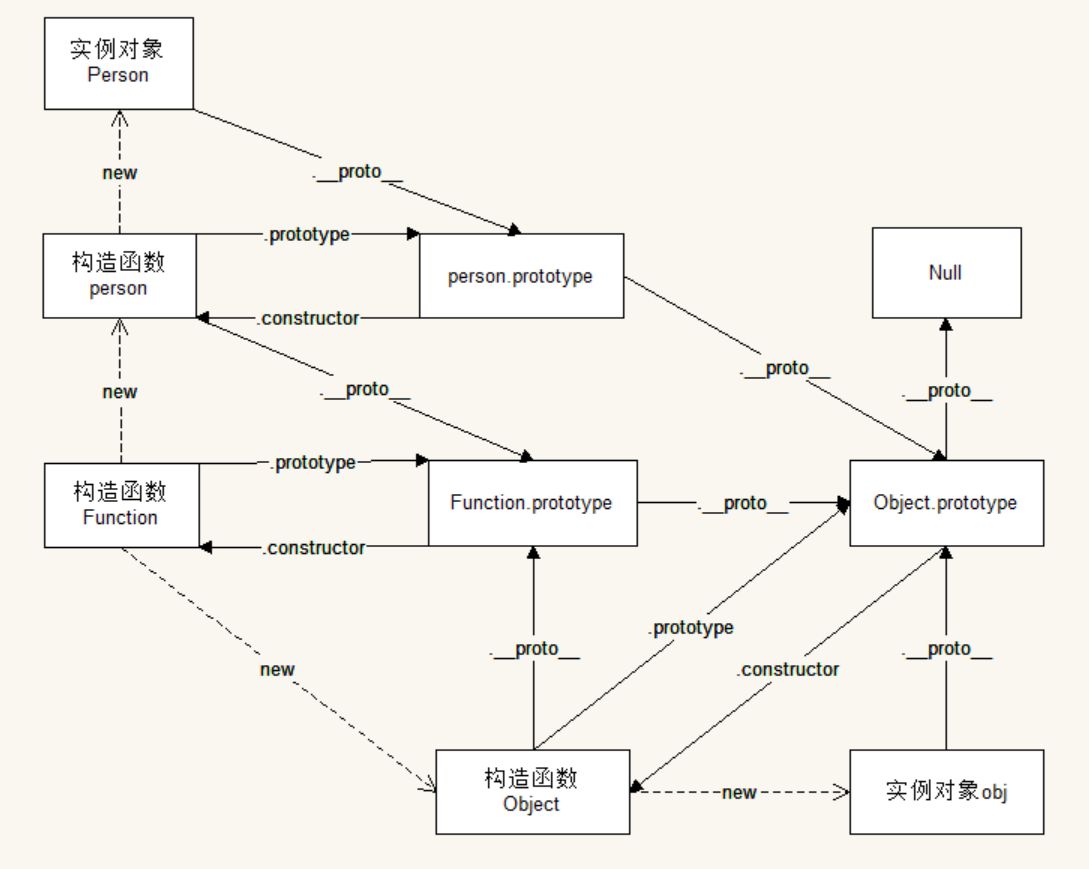 实例对象
Person
new
.__proto__
构造函数
person
.prototype
person.prototype
Null
.constructor
new
.__proto__
.__proto__
.__proto__
构造函数
Function
.prototype
Function.prototype
.__proto__
Object.prototype
.constructor
new
.__proto__
.prototype
.constructor
.__proto__
构造函数
Object
new
实例对象obj